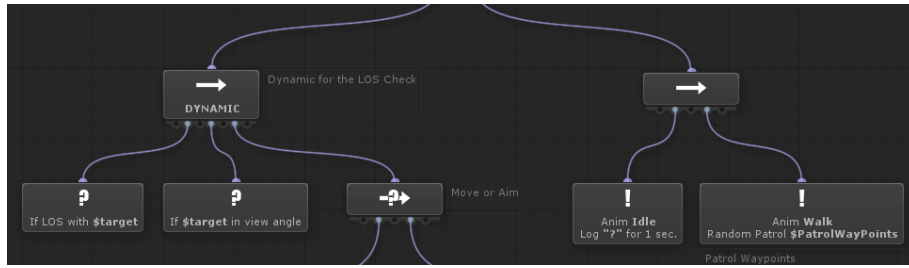 Dynamic for the LOS Check
DYNAMIC
?
If LOS with $target
?
If $target in view angle
?
Move or Aim
!
Anim Idle
Log "?" for 1 sec.
!
Anim Walk
Random Patrol $PatrolWayPoints
Patrol Waypoints